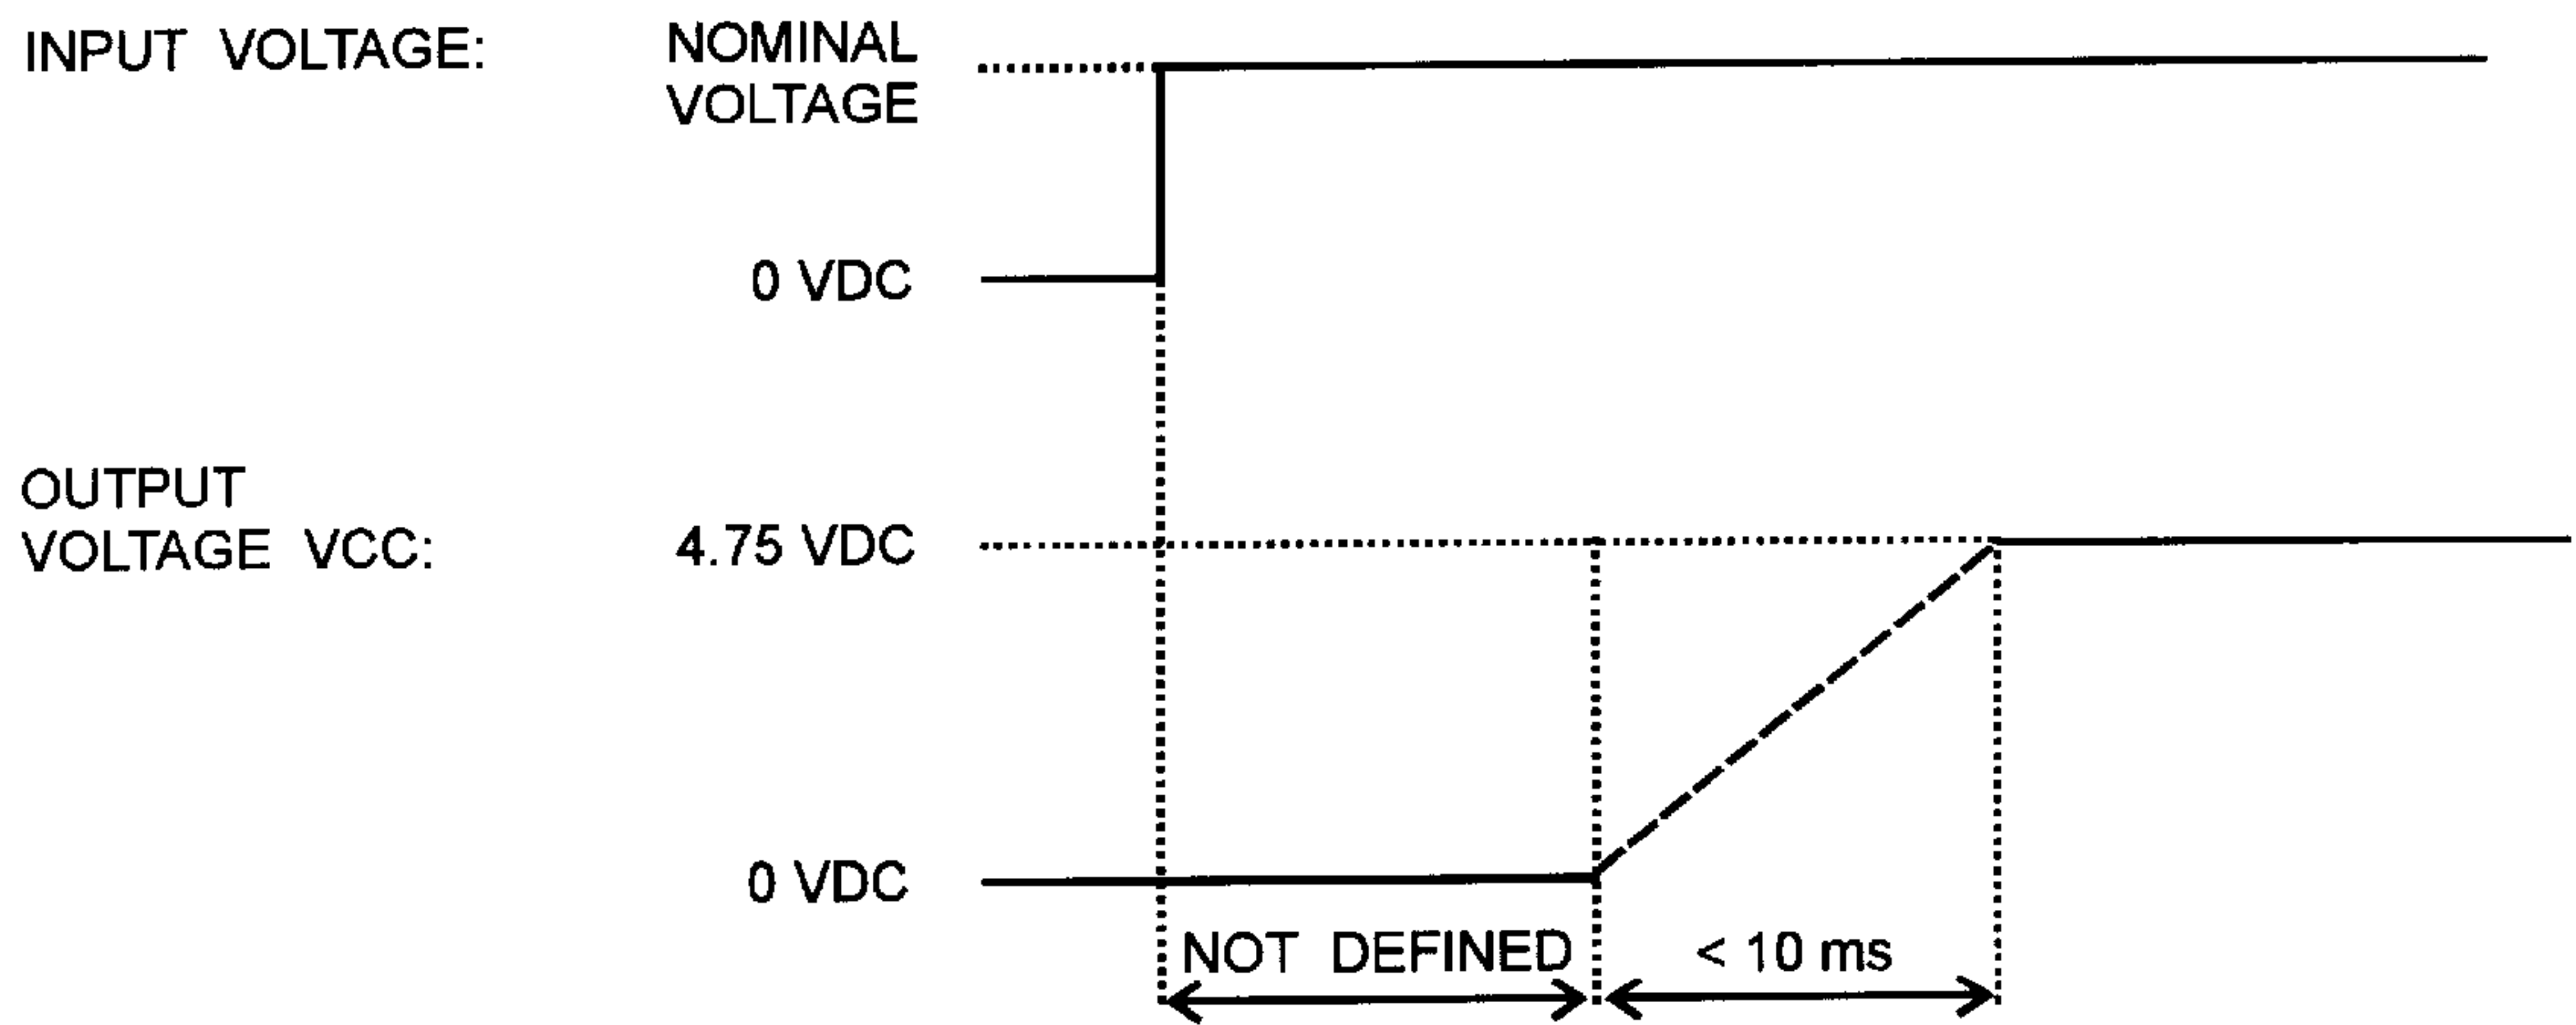 INPUT VOLTAGE:
NOMINAL
VOLTAGE
0 VDC
OUTPUT
VOLTAGE VCC:
4.75 VDC
0 VDC
NOT DEFINED
< 10 ms